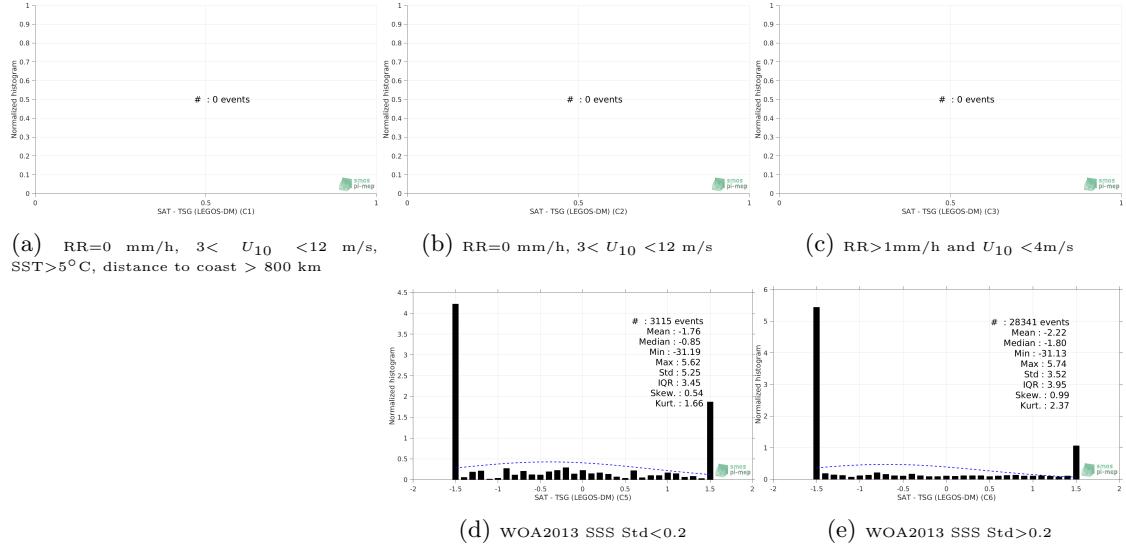 1
0.9
0.8
0.7
0.6
0.5
0.4
0.3
0.2
0.1
0
Normalized histogram
# : 0 events
smos
pi-mep
0 0.5 1
SAT - TSG (LEGOS-DM) (C1)
(a) RR=0 mm/h, 3< U10 <12 m/s,
SST>5°C, distance to coast > 800 km
1
0.9
0.8
0.7
0.6
0.5
0.4
0.3
0.2
0.1
0
Normalized histogram
# : 0 events
smos
pi-mep
0 0.5 1
SAT - TSG (LEGOS-DM) (C2)
(b) RR=0 mm/h, 3< U10 <12 m/s
1
0.9
0.8
0.7
0.6
0.5
0.4
0.3
0.2
0.1
0
Normalized histogram
# : 0 events
smos
pi-mep
0 0.5 1
SAT - TSG (LEGOS-DM) (C3)
(c) RR>1mm/h and U10 <4m/s
4.5
4
3.5
3
2.5
2
1.5
1
0.5
0
Normalized histogram
# : 3115 events
Mean : -1.76
Median : -0.85
Min : -31.19
Max : 5.62
Std : 5.25
IQR : 3.45
Skew. : 0.54
Kurt. : 1.66
smos
pi-mep
-2 -1.5 -1 -0.5 0 0.5 1 1.5 2
SAT - TSG (LEGOS-DM) (C5)
(d) WOA2013 SSS Std<0.2
6
5
4
3
2
1
0
Normalized histogram
# : 28341 events
Mean : -2.22
Median : -1.80
Min : -31.13
Max : 5.74
Std : 3.52
IQR : 3.95
Skew. : 0.99
Kurt. : 2.37
smos
pi-mep
-2 -1.5 -1 -0.5 0 0.5 1 1.5 2
SAT - TSG (LEGOS-DM) (C6)
(e) WOA2013 SSS Std>0.2